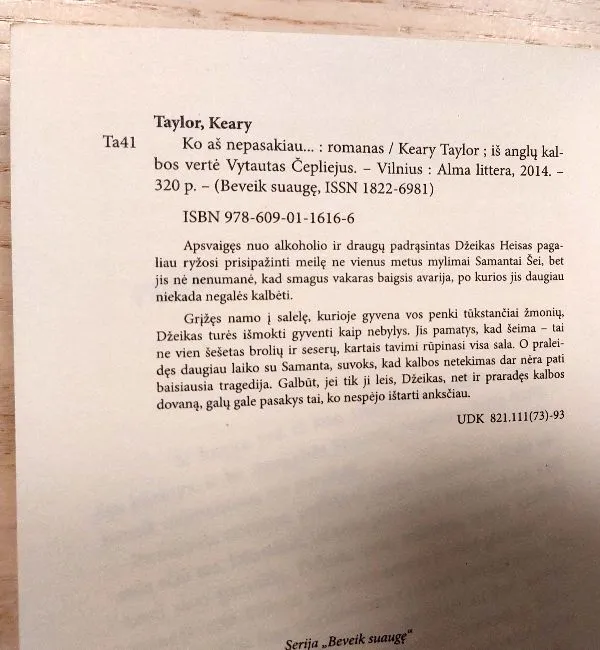 Taylor, Keary
Ta41 Ko aš nepasakiau... : romanas / Keary Taylor ; iš anglų kal-
bos vertė Vytautas Čepliejus. – Vilnius : Alma littera, 2014. –
320 p. – (Beveik suaugę, ISSN 1822-6981)
ISBN 978-609-01-1616-6
Apsvaigęs nuo alkoholio ir draugų padrąsintas Džeikas Heisas paga-
liau ryžosi prisipažinti meilę ne vienus metus mylimai Samantai Šei, bet
jis nė nenumanė, kad smagus vakaras baigsis avarija, po kurios jis daugiau
niekada negalės kalbėti.
Grįžęs namo į salelę, kurioje gyvena vos penki tūkstančiai žmonių,
Džeikas turės išmokti gyventi kaip nebylys. Jis pamatys, kad šeima – tai
ne vien šešetas brolių ir seserų, kartais tavimi rūpinasi visa sala. O pralei-
dęs daugiau laiko su Samanta, suvoks, kad kalbos netekimas dar nėra pati
baisiausia tragedija. Galbūt, jei tik ji leis, Džeikas, net ir praradęs kalbos
dovaną, galų gale pasakys tai, ko nespėjo ištarti anksčiau.
UDK 821.111(73)-93
Serija „Beveik suaugę“